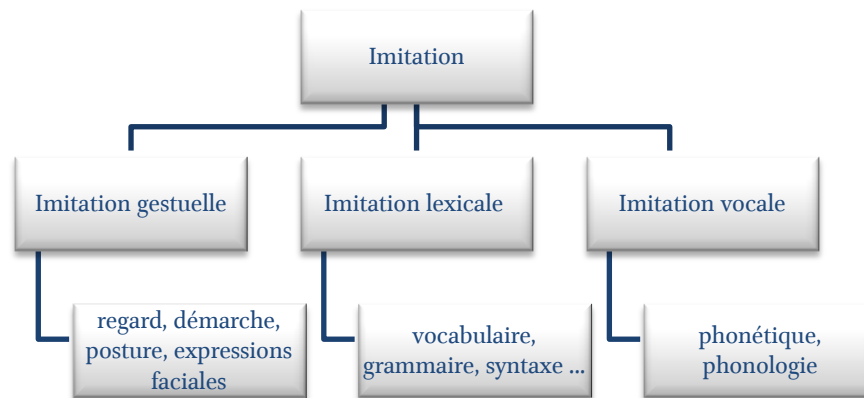 Imitation
Imitation gestuelle
Imitation lexicale
Imitation vocale
regard, démarche,
posture, expressions
faciales
vocabulaire,
grammaire, syntaxe ...
phonétique,
phonologie